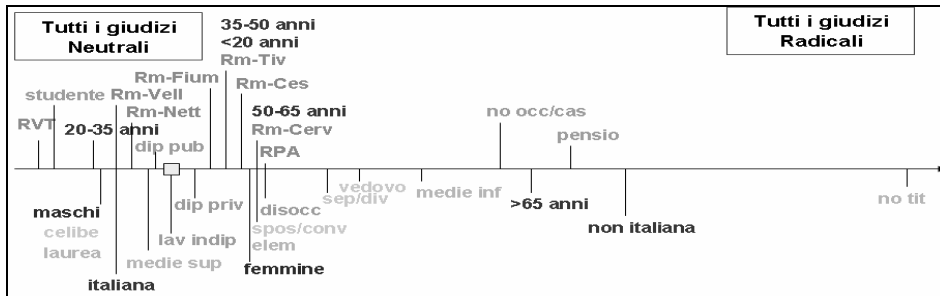 Tutti i giudizi
Neutrali
35-50 anni
<20 anni
Tutti i giudizi
Radicali
Rm-Tiv
Rm-Fium
Rm-Ces
studente
Rm-Vell
Rm-Nett
50-65 anni
no occ/cas
RVT
20-35 anni
Rm-Cerv
pensio
dip pub
RPA
maschi
dip priv
disocc
sep/div
vedovo
medie inf
>65 anni
no tit
celibe
laurea
lav indip
spos/conv
elem
non italiana
medie sup
femmine
italiana